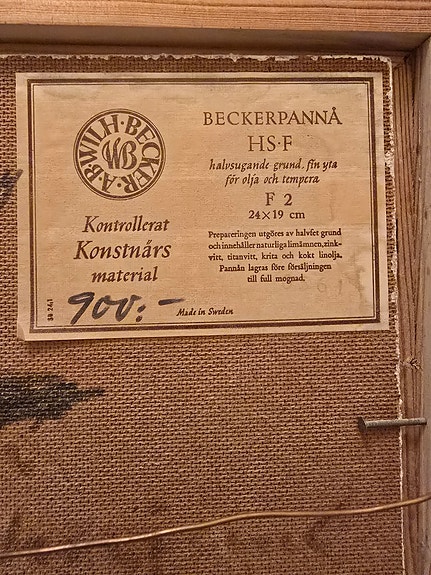 A·B·WILH·BECKER·
WB
Kontrollerat
Konstnärs
material
900:-
BECKERPANNÅ
HS·F
halvsugande grund, fin yta
för olja och tempera
F 2
24×19 cm
Prepareringen utgöres av halvfet grund
och innehåller naturliga limämnen, zink-
vitt, titanvitt, krita och kokt linolja.
Pannån lagras före försäljningen
till full mognad.
Made in Sweden